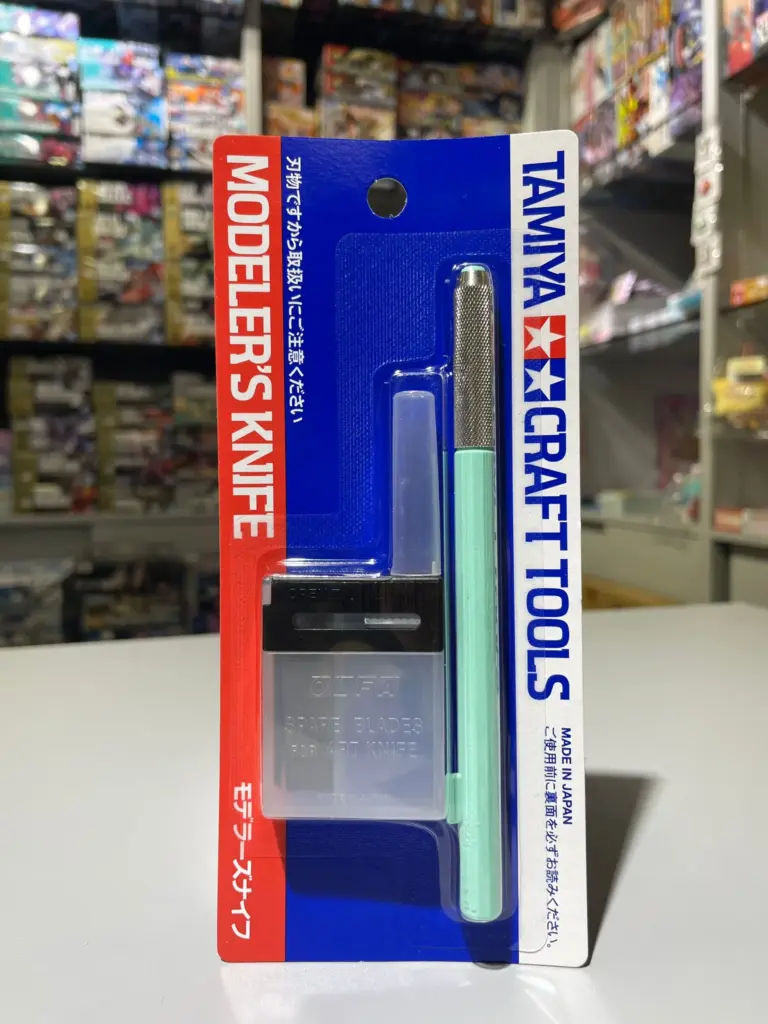 TAMIYA CRAFT TOOLS
MADE IN JAPAN
ご使用前に裏面を必ずお読みください。
刃物ですから取扱いにご注意ください
MODELER'S KNIFE
モデラーズナイフ
OLFA
SPARE BLADES
FOR ART KNIFE